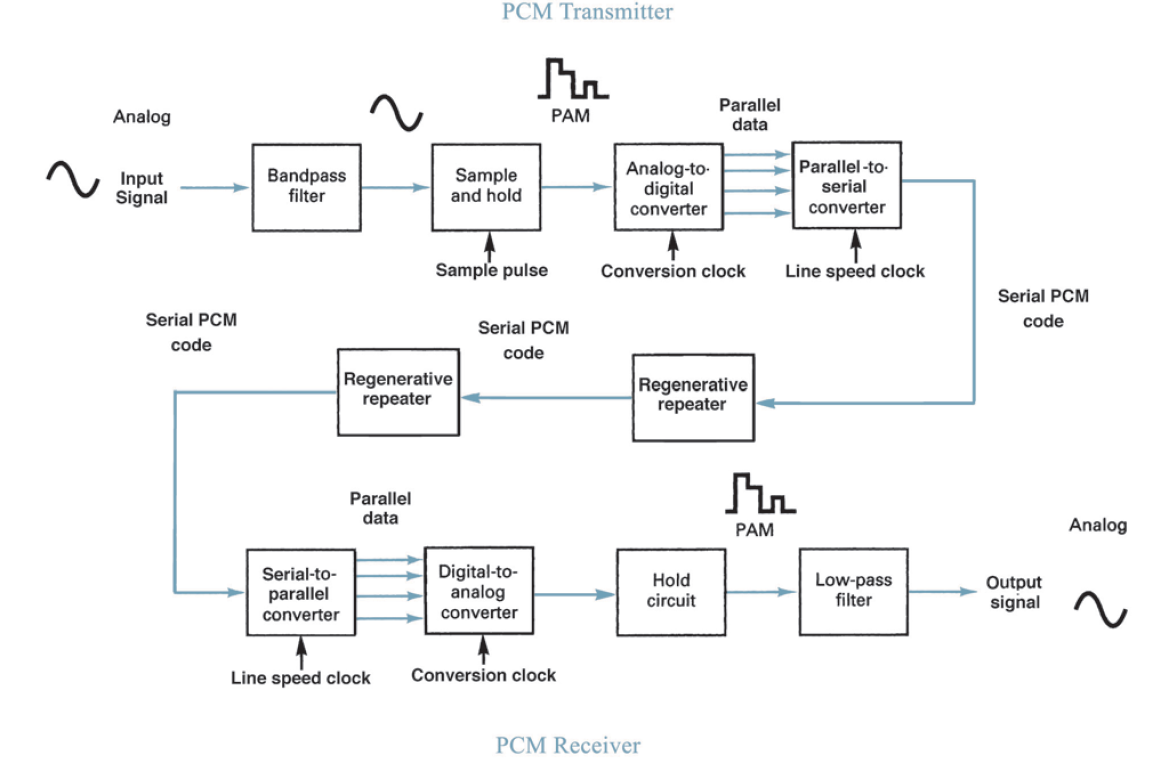 PCM Transmitter
Analog
Input
Signal
Bandpass
filter
Sample
and hold
Sample pulse
PAM
Analog-to-
digital
converter
Conversion clock
Parallel
data
Parallel-to-
serial
converter
Line speed clock
Serial PCM
code
Regenerative
repeater
Serial PCM
code
Regenerative
repeater
Serial PCM
code
Serial-to-
parallel
converter
Line speed clock
Parallel
data
Digital-to-
analog
converter
Conversion clock
Hold
circuit
PAM
Low-pass
filter
Output
signal
Analog
PCM Receiver